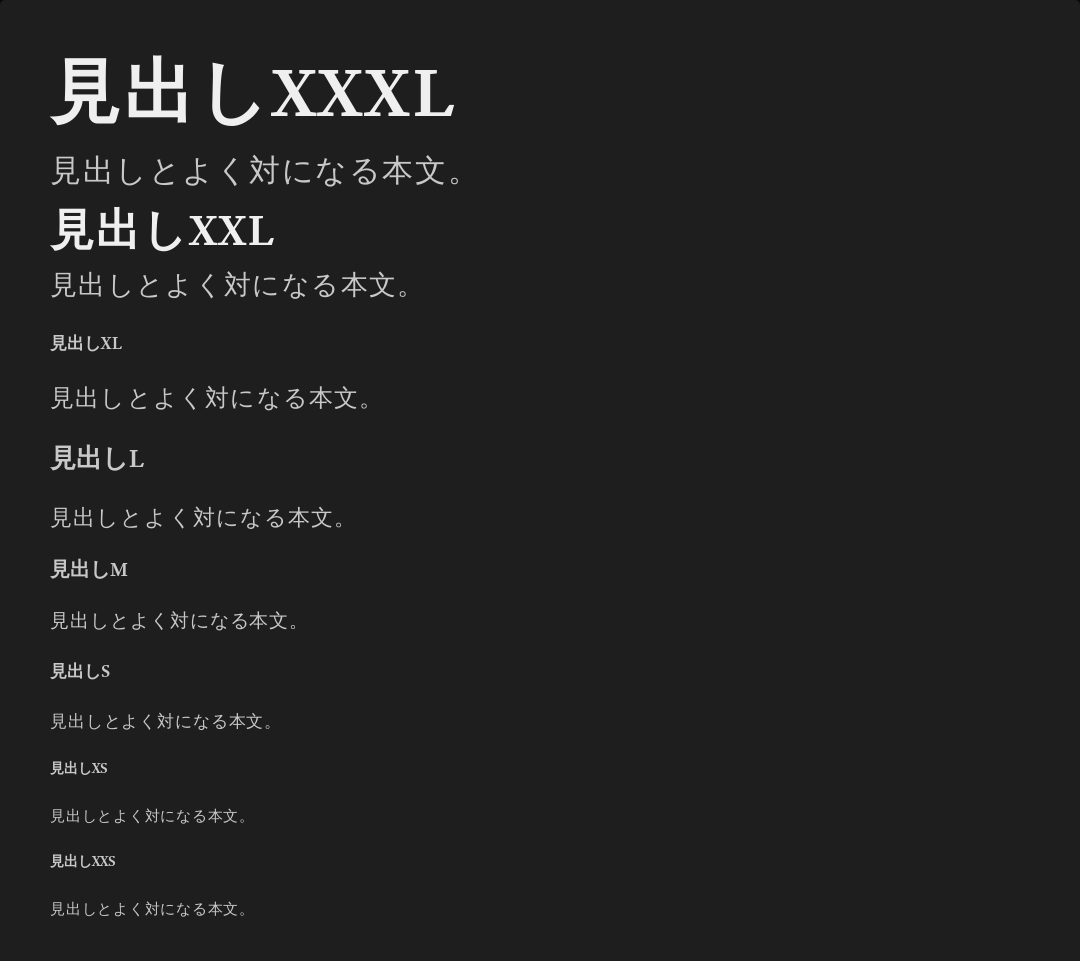 見出しXXXL
見出しとよく対になる本文。
見出しXXL
見出しとよく対になる本文。
見出しXL
見出しとよく対になる本文。
見出しL
見出しとよく対になる本文。
見出しM
見出しとよく対になる本文。
見出しS
見出しとよく対になる本文。
見出しXS
見出しとよく対になる本文。
見出しXXS
見出しとよく対になる本文。